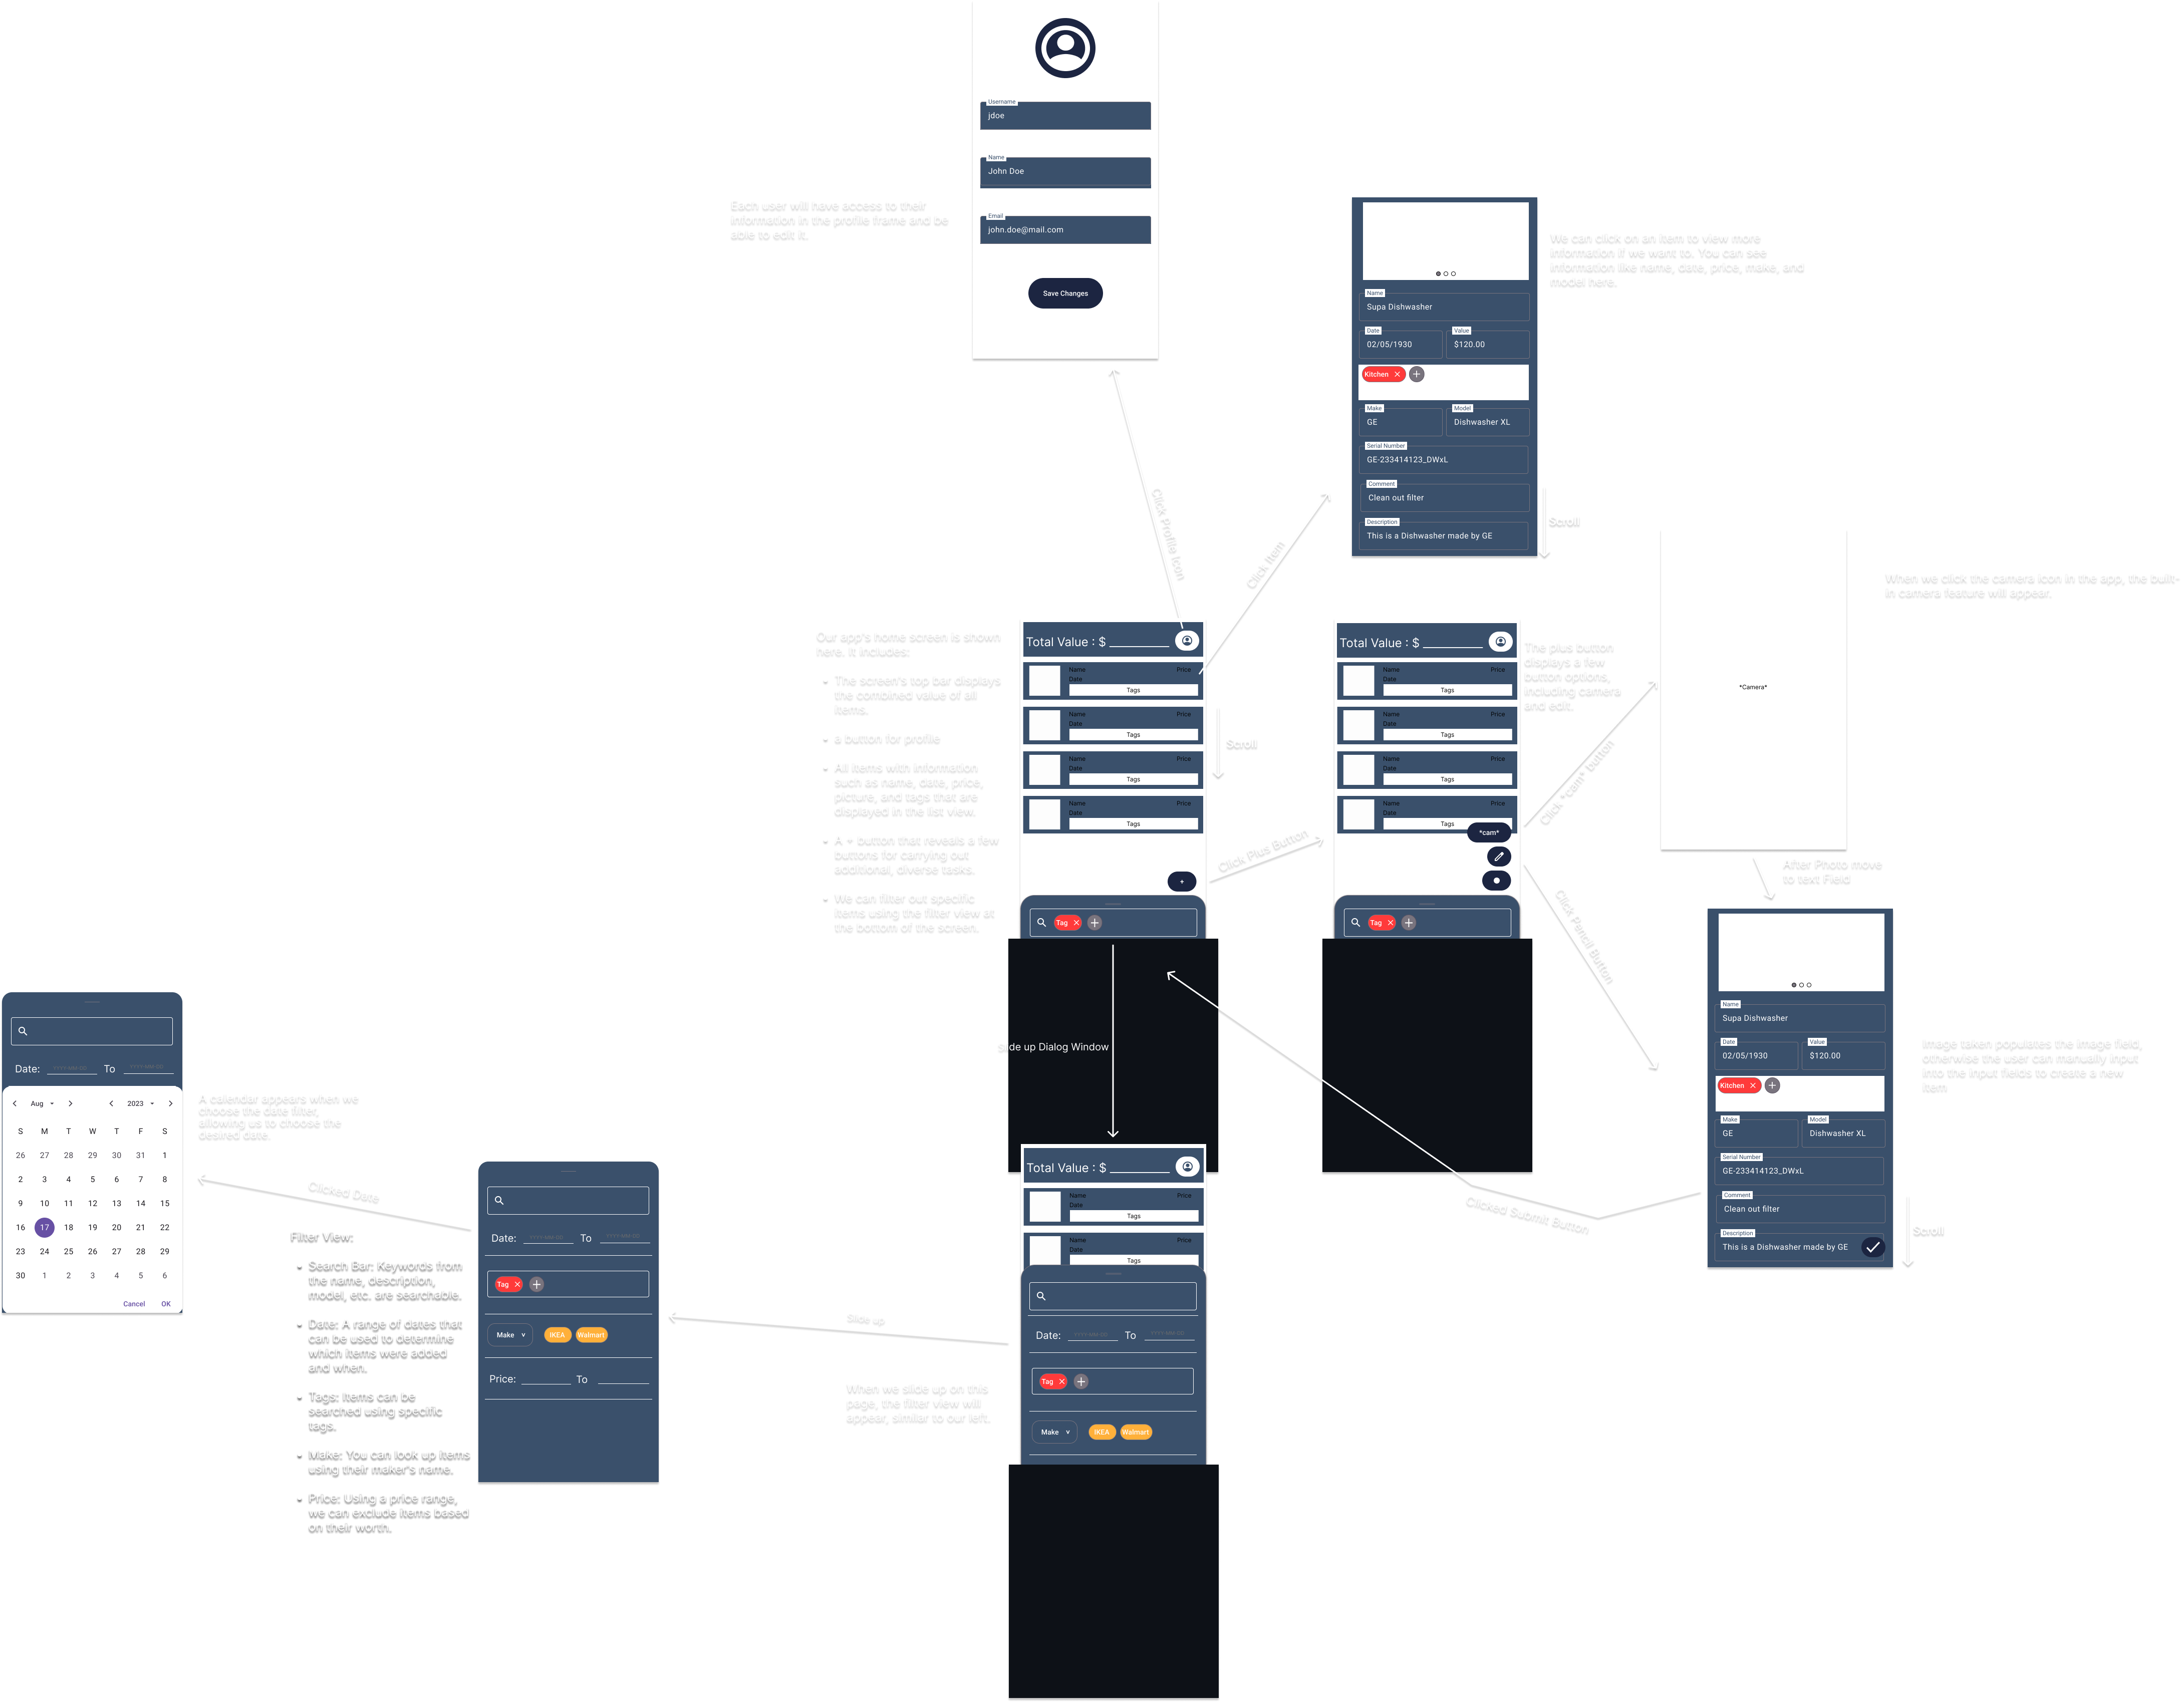 Username
jdoe
Name
John Doe
Email
john.doe@mail.com
Save Changes
Each user will have access to their
information in the profile frame and be
able to edit it.
Name
Supa Dishwasher
Date
Value
02/05/1930
$120.00
Kitchen
Make
Model
GE
Dishwasher XL
Serial Number
GE-233414123_DWxL
Comment
Clean out filter
Description
This is a Dishwasher made by GE
We can click on an item to view more
information if we want to. You can see
information like name, date, price, make, and
model here.
Scroll
Click Profile Icon
Click Item
Our app's home screen is shown
here. It includes:
• The screen's top bar displays
the combined value of all
items.
• a button for profile
• All items with information
such as name, date, price,
picture, and tags that are
displayed in the list view.
• A + button that reveals a few
buttons for carrying out
additional, diverse tasks.
• We can filter out specific
items using the filter view at
the bottom of the screen.
Total Value : $
Name
Price
Date
Tags
Name
Price
Date
Tags
Name
Price
Date
Tags
Name
Price
Date
Tags
+
Tag
Scroll
Click Plus Button
Total Value : $
Name
Price
Date
Tags
Name
Price
Date
Tags
Name
Price
Date
Tags
Name
Price
Date
Tags
*cam*
Tag
The plus button
displays a few
button options,
including camera
and edit.
Click *cam* button
Click Pencil Button
*Camera*
When we click the camera icon in the app, the built-
in camera feature will appear.
After Photo move
to text Field
Name
Supa Dishwasher
Date
Value
02/05/1930
$120.00
Kitchen
Make
Model
GE
Dishwasher XL
Serial Number
GE-233414123_DWxL
Comment
Clean out filter
Description
This is a Dishwasher made by GE
Image taken populates the image field,
otherwise the user can manually input
into the input fields to create a new
item
Scroll
Clicked Submit Button
Slide up Dialog Window
Total Value : $
Name
Price
Date
Tags
Name
Price
Date
Tags
Date:
YYYY-MM-DD
To
YYYY-MM-DD
Tag
Make v
IKEA
Walmart
Slide up
When we slide up on this
page, the filter view will
appear, similar to our left.
Date:
YYYY-MM-DD
To
YYYY-MM-DD
Tag
Make v
IKEA
Walmart
Price:
To
Filter View:
• Search Bar: Keywords from
the name, description,
model, etc. are searchable.
• Date: A range of dates that
can be used to determine
which items were added
and when.
• Tags: Items can be
searched using specific
tags.
• Make: You can look up items
using their maker's name.
• Price: Using a price range,
we can exclude items based
on their worth.
Clicked Date
A calendar appears when we
choose the date filter,
allowing us to choose the
desired date.
Date:
YYYY-MM-DD
To
YYYY-MM-DD
Aug
2023
S M T W T F S
26 27 28 29 30 31 1
2 3 4 5 6 7 8
9 10 11 12 13 14 15
16 17 18 19 20 21 22
23 24 25 26 27 28 29
30 1 2 3 4 5 6
Cancel
OK